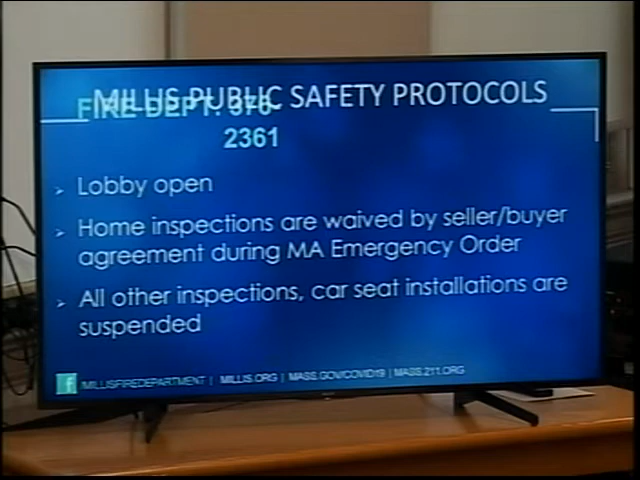 MILLIS PUBLIC SAFETY PROTOCOLS
FIRE DEPT. 376
2361
➢ Lobby open
➢ Home inspections are waived by seller/buyer
agreement during MA Emergency Order
➢ All other inspections, car seat installations are
suspended
f /MILLISFIREDEPARTMENT | MILLIS.ORG | MASS.GOV/COVID19 | MASS.211.ORG